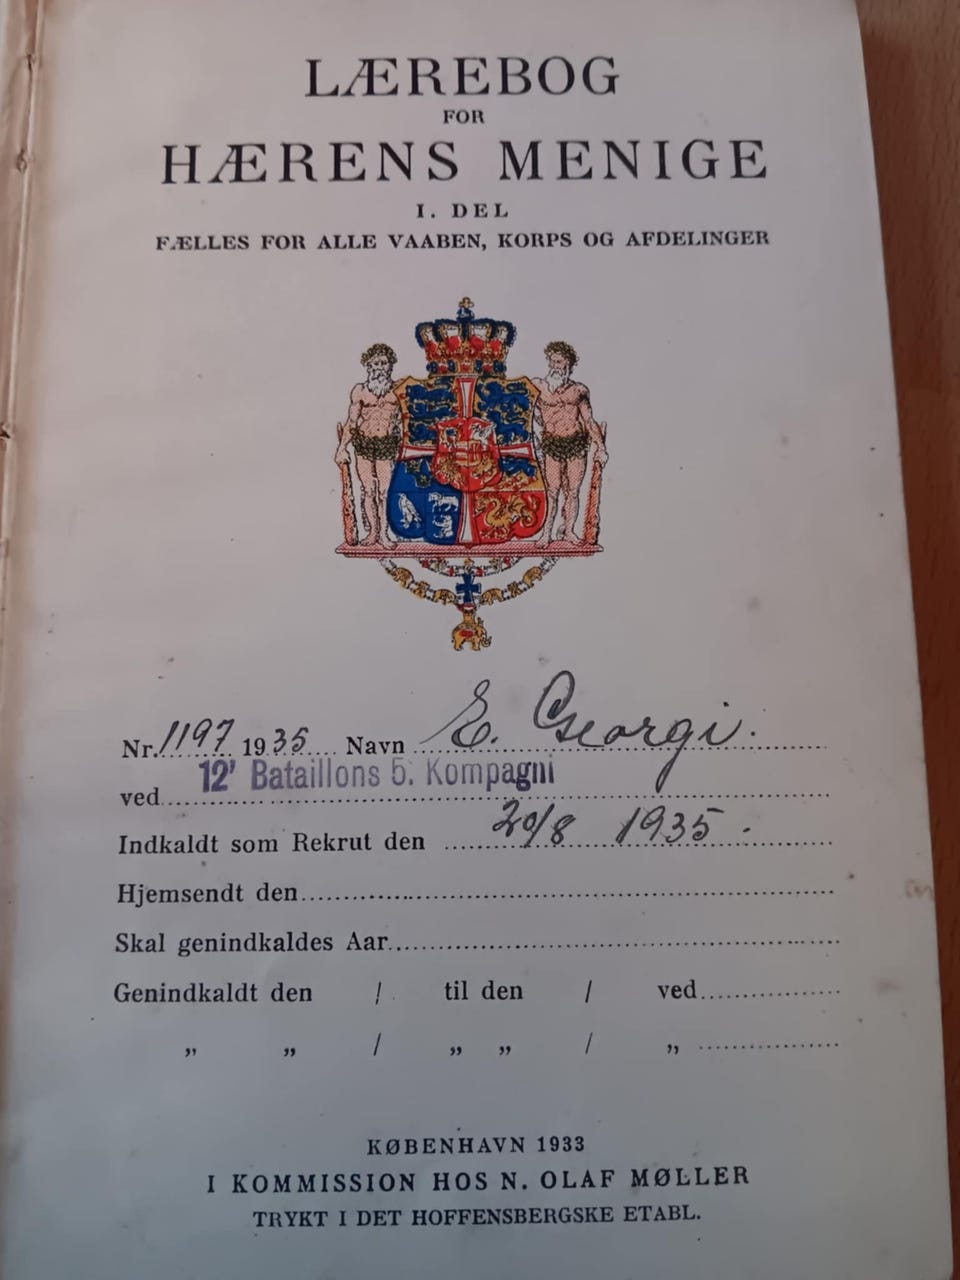 LÆREBOG
FOR
HÆRENS MENIGE
I. DEL
FÆLLES FOR ALLE VAABEN, KORPS OG AFDELINGER
Nr. 1197 1935 Navn E. Georgi.
ved 12' Bataillons 5. Kompagni
Indkaldt som Rekrut den 20/8 1935.
Hjemsendt den
Skal genindkaldes Aar
Genindkaldt den / til den / ved
„ „ / „ „ / „
KØBENHAVN 1933
I KOMMISSION HOS N. OLAF MØLLER
TRYKT I DET HOFFENSBERGSKE ETABL.